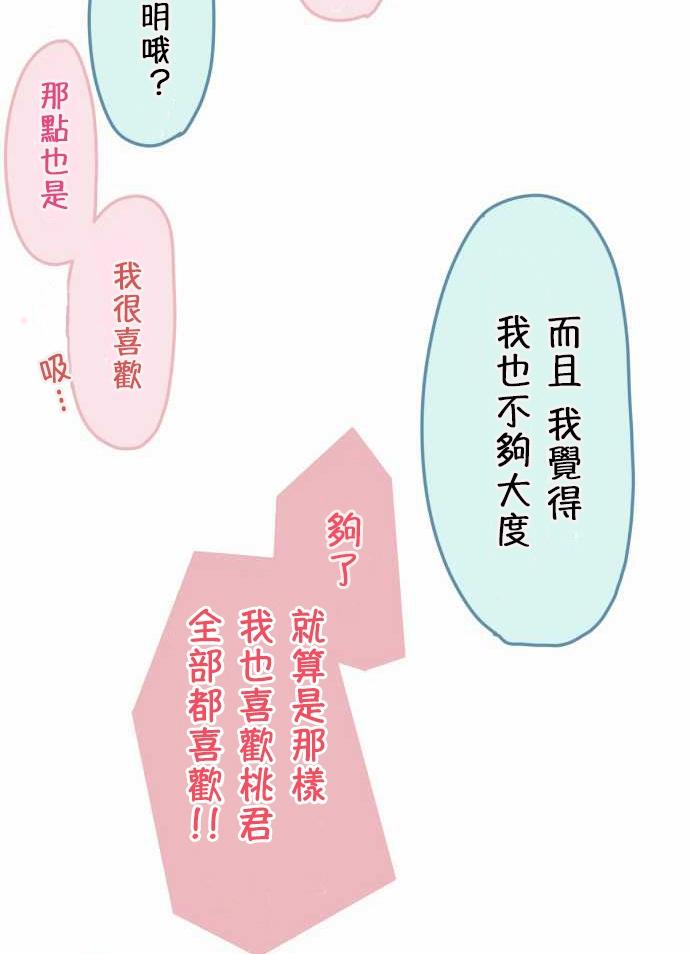 明哦？
那點也是
我很喜歡
吸…
而且 我覺得
我也不夠大度
夠了
就算是那樣
我也喜歡桃君
全部都喜歡!!